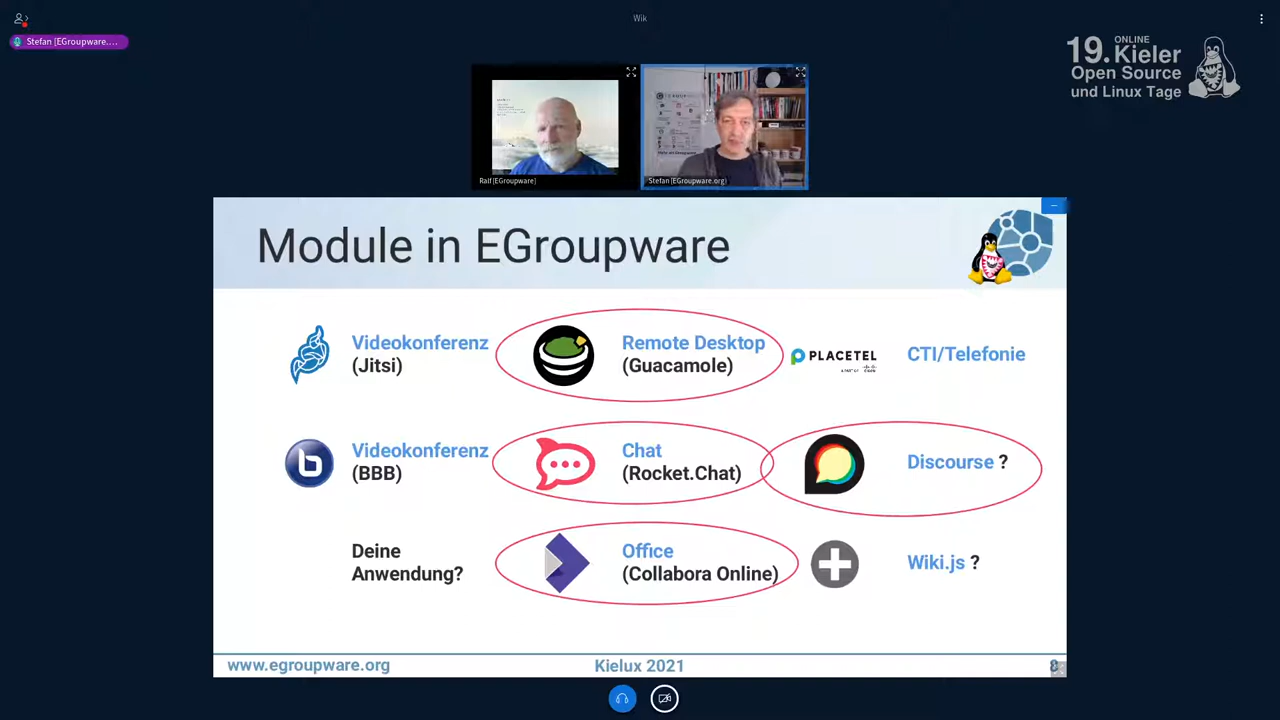 Wik
Stefan [EGroupware....
ONLINE
19. Kieler
Open Source
und Linux Tage
Ralf [EGroupware]
Stefan [EGroupware.org)
Module in EGroupware
Videokonferenz
(Jitsi)
Remote Desktop
(Guacamole)
PLACETEL
CTI/Telefonie
Videokonferenz
(BBB)
Chat
(Rocket.Chat)
Discourse ?
Deine
Anwendung?
Office
(Collabora Online)
Wiki.js ?
www.egroupware.org
Kielux 2021
8